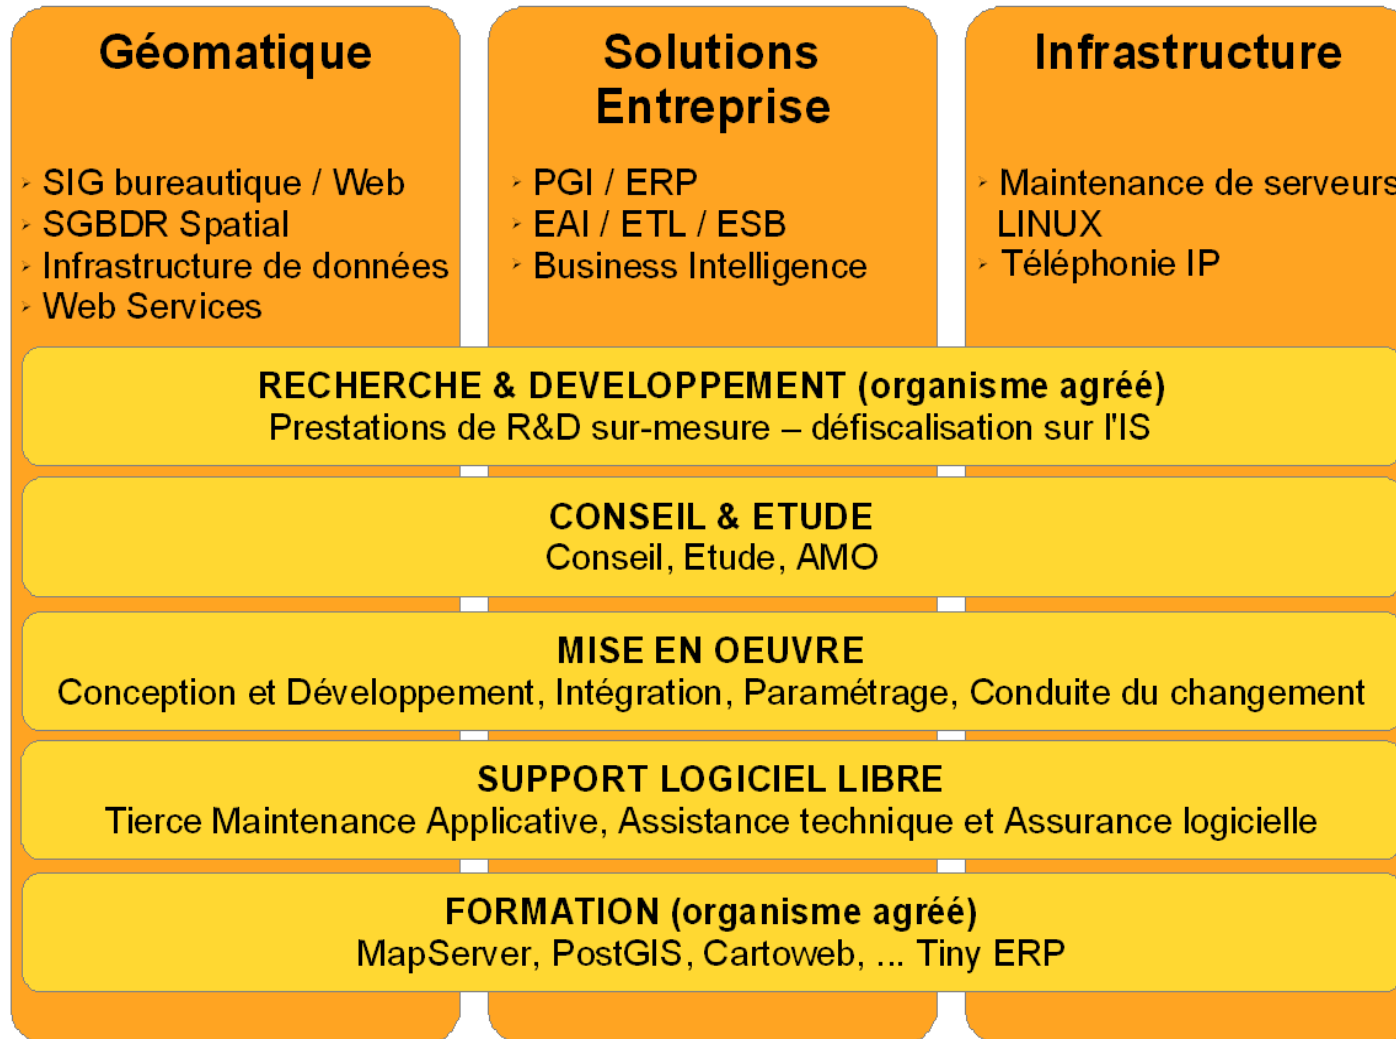 Géomatique
SIG bureautique / Web
SGBDR Spatial
Infrastructure de données
Web Services
Solutions
Entreprise
PGI / ERP
EAI / ETL / ESB
Business Intelligence
Infrastructure
Maintenance de serveurs
LINUX
Téléphonie IP
RECHERCHE & DEVELOPPEMENT (organisme agréé)
Prestations de R&D sur-mesure – défiscalisation sur l'IS
CONSEIL & ETUDE
Conseil, Etude, AMO
MISE EN OEUVRE
Conception et Développement, Intégration, Paramétrage, Conduite du changement
SUPPORT LOGICIEL LIBRE
Tierce Maintenance Applicative, Assistance technique et Assurance logicielle
FORMATION (organisme agréé)
MapServer, PostGIS, Cartoweb, ... Tiny ERP